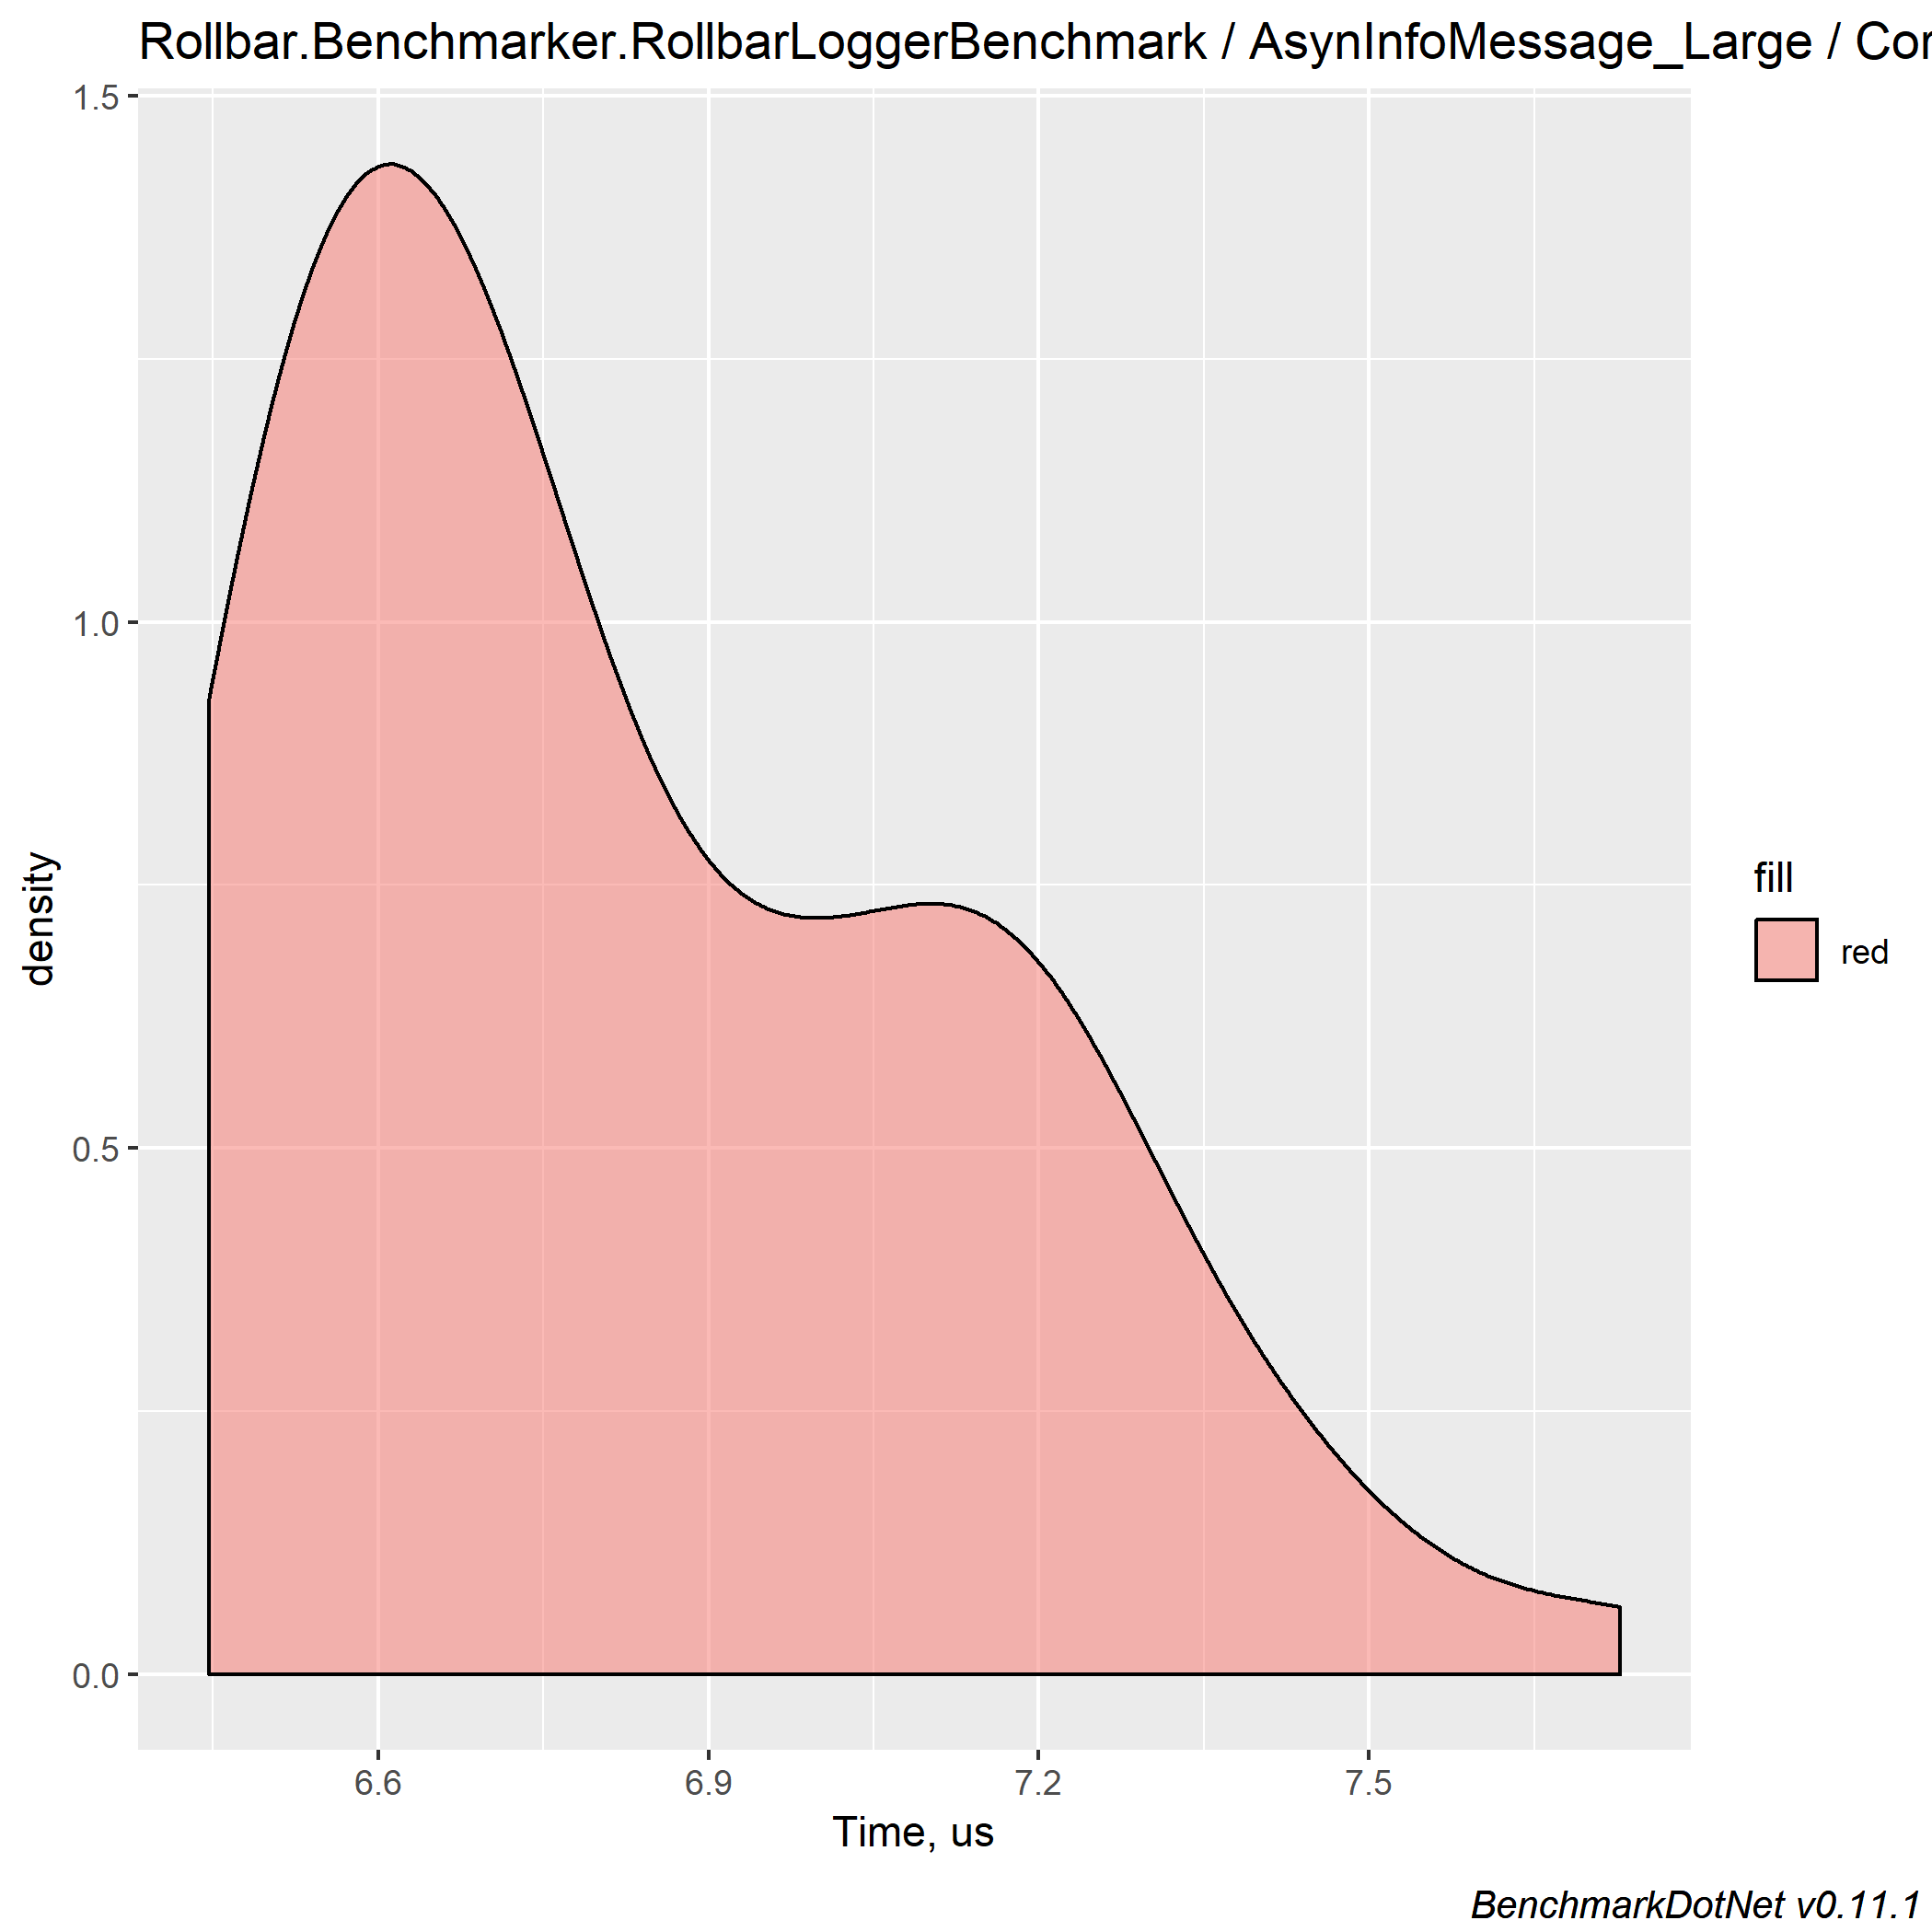 Rollbar.Benchmarker.RollbarLoggerBenchmark / AsynInfoMessage_Large /
1.5
1.0
0.5
0.0
density
fill
red
6.6 6.9 7.2 7.5
Time, us
BenchmarkDotNet v0.11.1